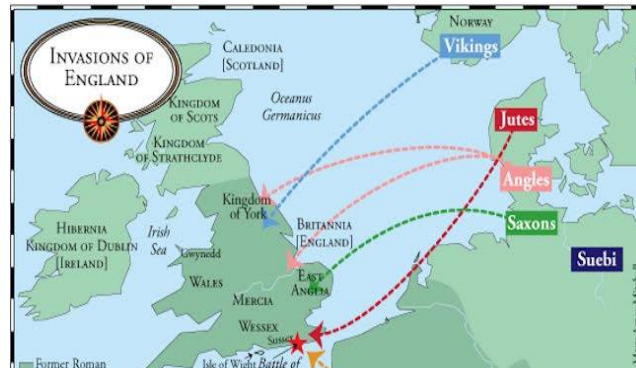 INVASIONS OF
ENGLAND
NORWAY
Vikings
CALEDONIA
[SCOTLAND]
KINGDOM
OF SCOTS
Oceanus
Germanicus
Jutes
KINGDOM
OF STRATHCLYDE
Angles
Kingdom
of York
Saxons
HIBERNIA
KINGDOM OF DUBLIN
[IRELAND]
Irish
Sea
BRITANNIA
[ENGLAND]
Gwynedd
Suebi
WALES
EAST
ANGLIA
MERCIA
WESSEX
Sussex
Former Roman
Isle of Wight
Battle of